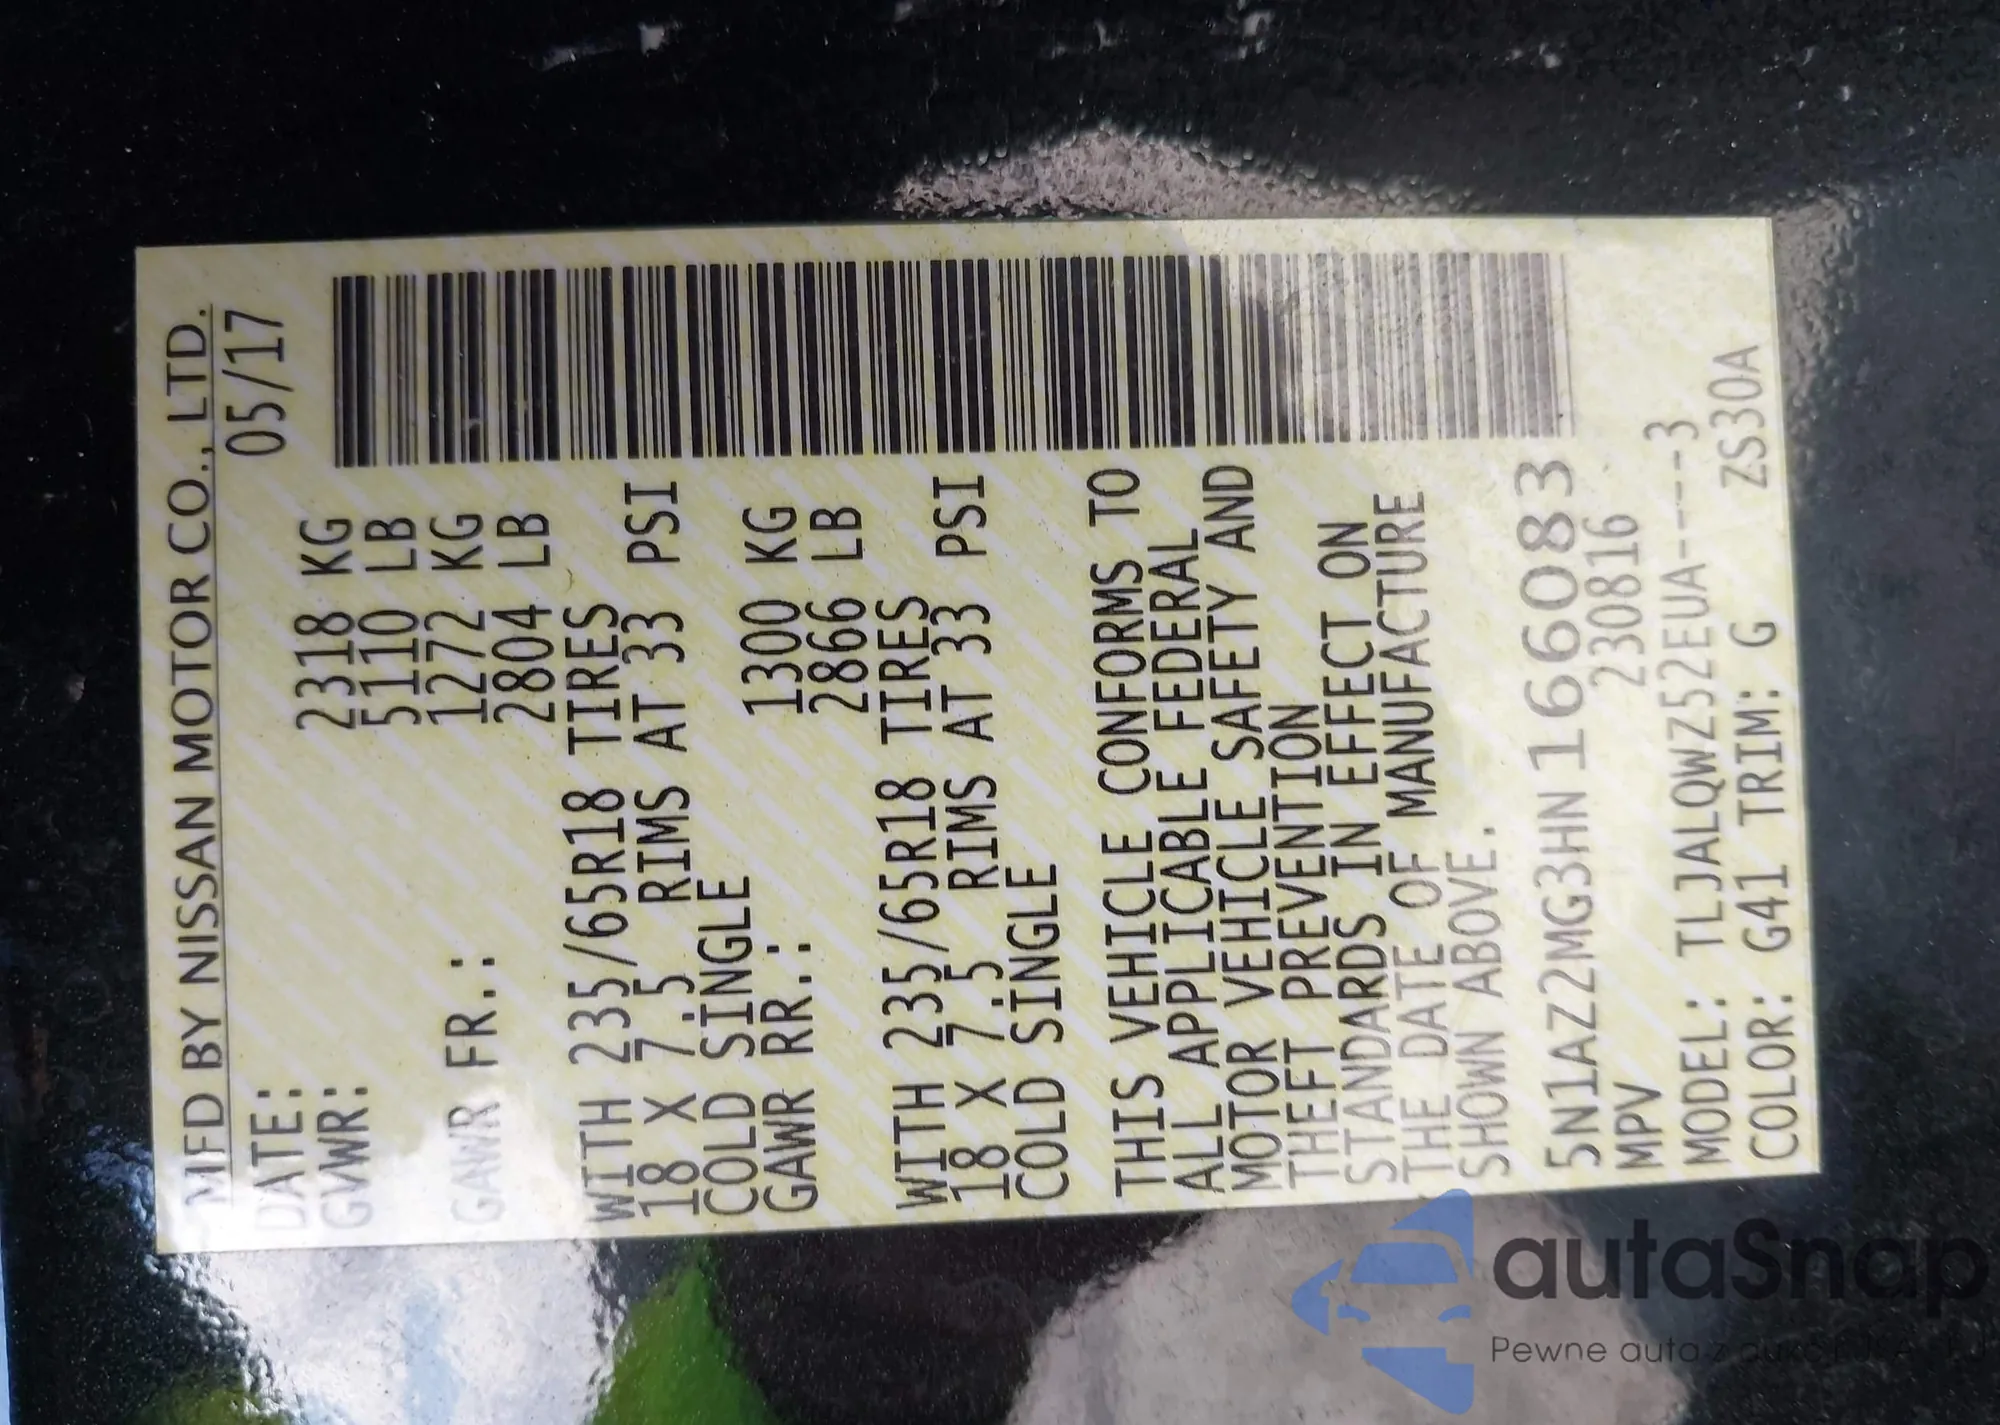 MFD BY NISSAN MOTOR CO., LTD.
DATE: 05/17
GVWR: 2318 KG
5110 LB
GAWR FR.: 1272 KG
2804 LB
WITH 235/65R18 TIRES
18 X 7.5 RIMS AT 33 PSI
COLD SINGLE
GAWR RR.: 1300 KG
2866 LB
WITH 235/65R18 TIRES
18 X 7.5 RIMS AT 33 PSI
COLD SINGLE
THIS VEHICLE CONFORMS TO
ALL APPLICABLE FEDERAL
MOTOR VEHICLE SAFETY AND
THEFT PREVENTION
STANDARDS IN EFFECT ON
THE DATE OF MANUFACTURE
SHOWN ABOVE.
5N1AZ2MG3HN166083
MPV 230816
MODEL: TLJALQWZ52EUA-----3
COLOR: G41 TRIM: G ZS30A
autaSnap
Pewne auta z